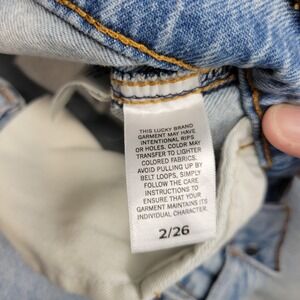 THIS LUCKY BRAND
GARMENT MAY HAVE
INTENTIONAL RIPS
OR HOLES. COLOR MAY
TRANSFER TO LIGHTER
COLORED FABRICS.
AVOID PULLING UP BY
BELT LOOPS, SIMPLY
FOLLOW THE CARE
INSTRUCTIONS TO
ENSURE THAT YOUR
GARMENT MAINTAINS ITS
INDIVIDUAL CHARACTER.
2/26